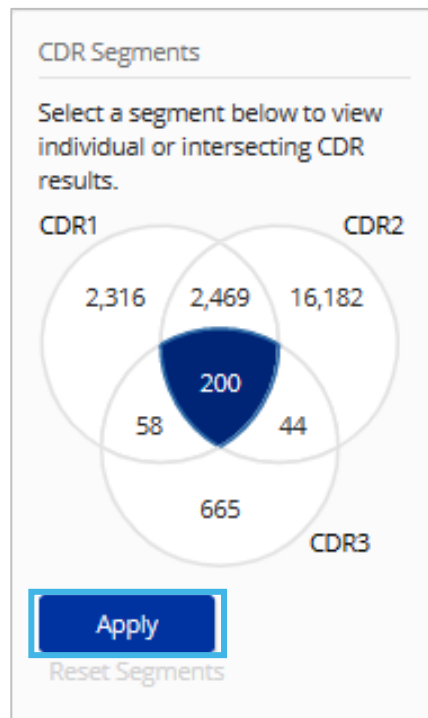 CDR Segments
Select a segment below to view
individual or intersecting CDR
results.
CDR1 CDR2
2,316 2,469 16,182
200
58 44
665
CDR3
Apply
Reset Segments